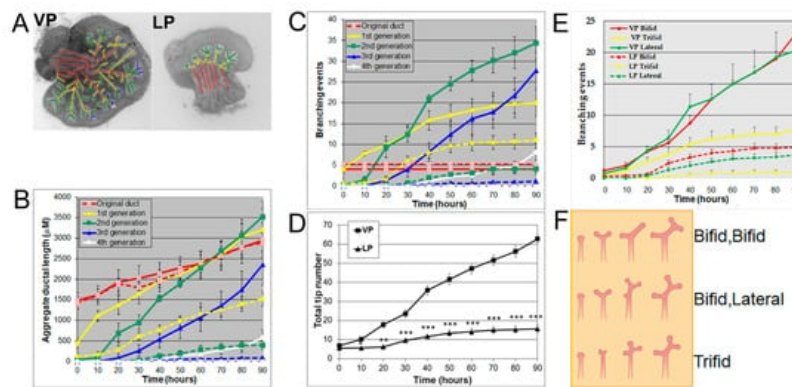 A
VP
LP
B
Aggregate ductal length (μM)
4000
3500
3000
2500
2000
1500
1000
500
0
Original duct
1st generation
2nd generation
3rd generation
4th generation
0 10 20 30 40 50 60 70 80 90
Time (hours)
C
Branching events
40
35
30
25
20
15
10
5
0
Original duct
1st generation
2nd generation
3rd generation
4th generation
0 10 20 30 40 50 60 70 80 90
Time (hours)
D
Total tip number
70
60
50
40
30
20
10
0
VP
LP
** *** *** *** *** *** *** ***
0 10 20 30 40 50 60 70 80 90
Time (hours)
E
Branching events
25
20
15
10
5
0
VP Bifid
VP Trifid
VP Lateral
LP Bifid
LP Trifid
LP Lateral
0 10 20 30 40 50 60 70 80 90
Time (hours)
F
Bifid,Bifid
Bifid,Lateral
Trifid